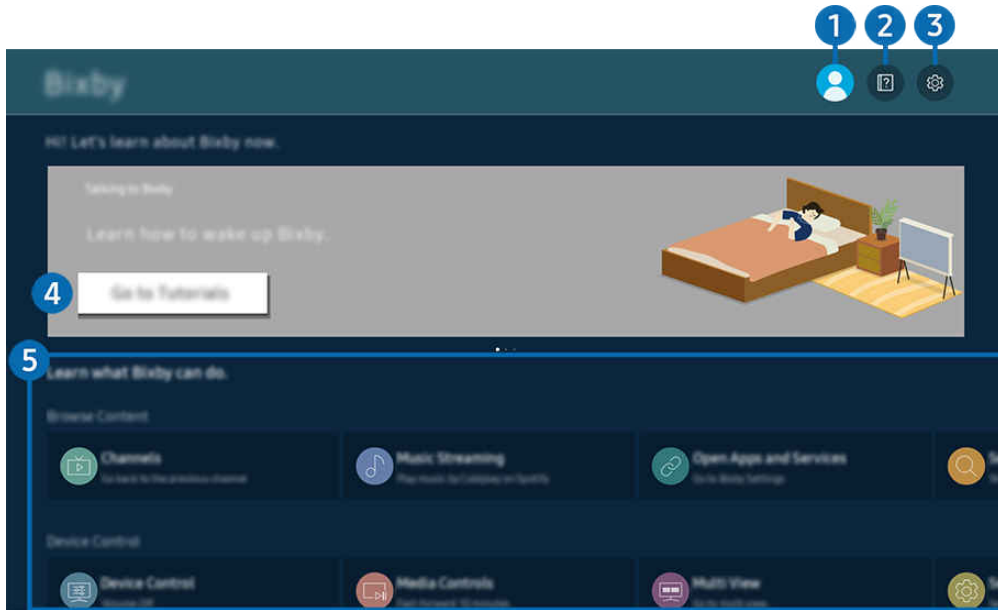 1 2 3
Bixby
Hi! Let's learn about Bixby now.
Talking to Bixby
Learn how to wake up Bixby.
4
Go to Tutorials
5
Learn what Bixby can do.
Browse Content
Channels
Go back to the previous channel
Music Streaming
Play music by Coldplay on Spotify
Open Apps and Services
Go to Bixby Settings
Device Control
Device Control
Media Controls
Fast forward 10 minutes
Multi View